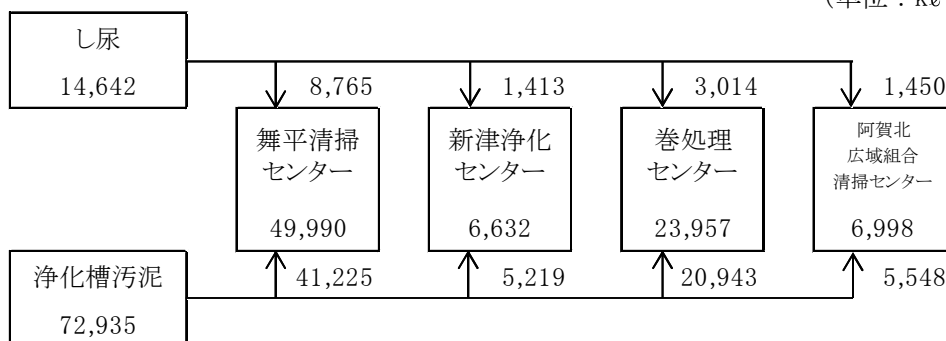 (単位：kℓ
し尿
14,642
8,765
1,413
3,014
1,450
舞平清掃
センター
49,990
新津浄化
センター
6,632
巻処理
センター
23,957
阿賀北
広域組合
清掃センター
6,998
浄化槽汚泥
72,935
41,225
5,219
20,943
5,548